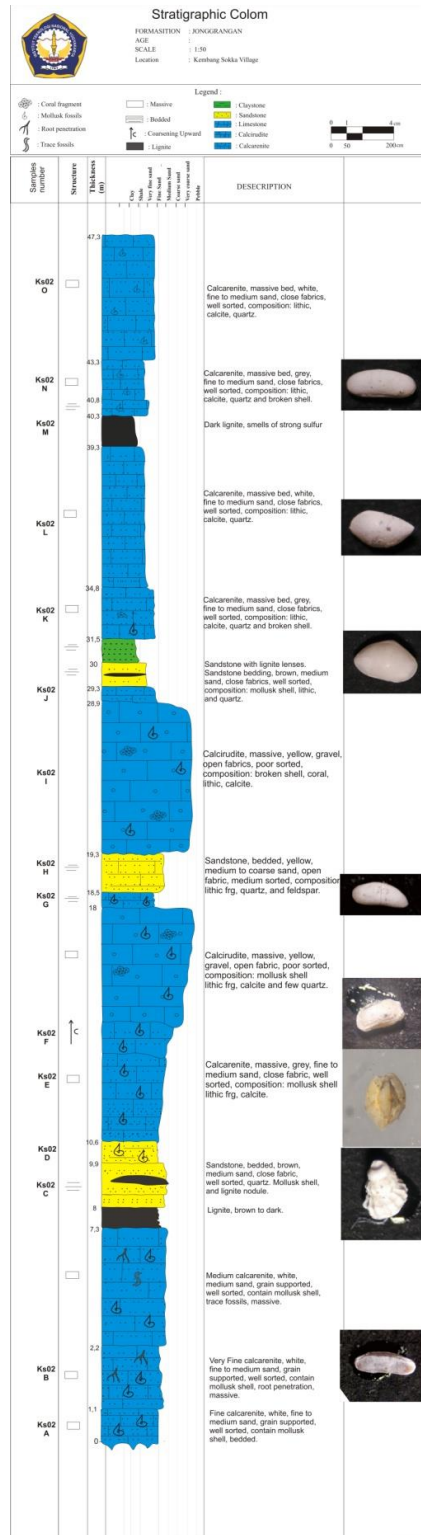 Stratigraphic Colom
FORMASITION : JONGGRANGAN
AGE :
SCALE : 1:50
Location : Kembang Sokka Village
Legend :
: Coral fragment
: Mollusk fossils
: Root penetration
: Trace fossils
: Massive
: Bedded
C : Coarsening Upward
: Lignite
: Claystone
: Sandstone
: Limestone
: Calcirudite
: Calcarenite
0 1 4 cm
0 50 200cm
Samples number
Structure
Thickness (m)
Clay
Shale
Very fine sand
Fine Sand
Medium Sand
Coarse sand
Very coarse sand
Pebble
DESECRIPTION
47,3
Ks02
O
Calcarenite, massive bed, white,
fine to medium sand, close fabrics,
well sorted, composition: lithic,
calcite, quartz.
43,3
Ks02
N
Calcarenite, massive bed, grey,
fine to medium sand, close fabrics,
well sorted, composition: lithic,
calcite, quartz and broken shell.
40,8
40,3
Ks02
M
Dark lignite, smells of strong sulfur
39,3
Ks02
L
Calcarenite, massive bed, white,
fine to medium sand, close fabrics,
well sorted, composition: lithic,
calcite, quartz.
34,8
Ks02
K
Calcarenite, massive bed, grey,
fine to medium sand, close fabrics,
well sorted, composition: lithic,
calcite, quartz and broken shell.
31,5
30
Sandstone with lignite lenses.
Sandstone bedding, brown, medium
sand, close fabrics, well sorted,
composition: mollusk shell, lithic,
and quartz.
29,3
Ks02
J
28,9
Ks02
I
Calcirudite, massive, yellow, gravel,
open fabrics, poor sorted,
composition: broken shell, coral,
lithic, calcite.
19,3
Ks02
H
Sandstone, bedded, yellow,
medium to coarse sand, open
fabric, medium sorted, composition
lithic frg, quartz, and feldspar.
18,5
Ks02
G
18
Calcirudite, massive, yellow,
gravel, open fabric, poor sorted,
composition: mollusk shell
lithic frg, calcite and few quartz.
Ks02
F
C
Ks02
E
Calcarenite, massive, grey, fine to
medium sand, close fabric, well
sorted, composition: mollusk shell
lithic frg, calcite.
10,6
Ks02
D
9,9
Ks02
C
Sandstone, bedded, brown,
medium sand, close fabric,
well sorted, quartz. Mollusk shell,
and lignite nodule.
8
Lignite, brown to dark.
7,3
Medium calcarenite, white,
medium sand, grain supported,
well sorted, contain mollusk shell,
trace fossils, massive.
2,2
Ks02
B
Very Fine calcarenite, white,
fine to medium sand, grain
supported, well sorted, contain
mollusk shell, root penetration,
massive.
1,1
Ks02
A
Fine calcarenite, white, fine to
medium sand, grain supported,
well sorted, contain mollusk
shell, bedded.
0